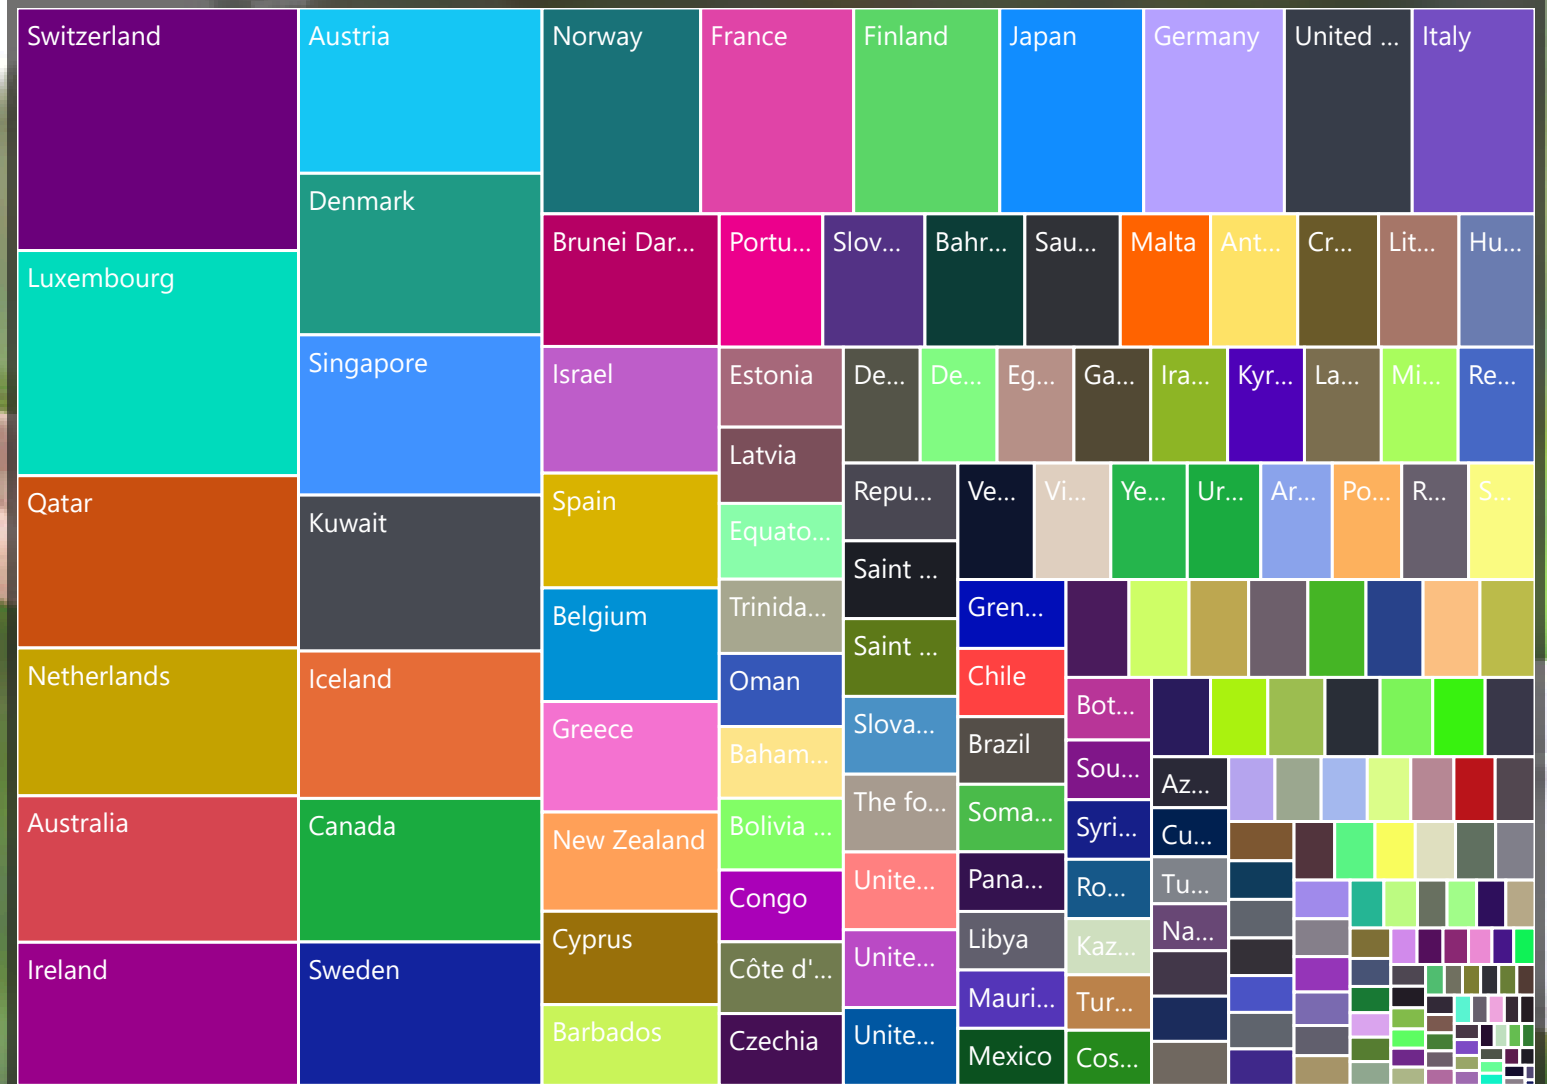 Switzerland
Luxembourg
Qatar
Netherlands
Australia
Ireland
Austria
Denmark
Singapore
Kuwait
Iceland
Canada
Sweden
Norway
France
Finland
Japan
Germany
United ...
Italy
Brunei Dar...
Israel
Spain
Belgium
Greece
New Zealand
Cyprus
Barbados
Portu...
Slov...
Bahr...
Sau...
Malta
Ant...
Cr...
Lit...
Hu...
Estonia
Latvia
Equato...
Trinida...
Oman
Baham...
Bolivia ...
Congo
Côte d'...
Czechia
De...
De...
Eg...
Ga...
Ira...
Kyr...
La...
Mi...
Re...
Repu...
Saint ...
Saint ...
Slova...
The fo...
Unite...
Unite...
Unite...
Ve...
Vi...
Ye...
Ur...
Ar...
Po...
R...
S...
Gren...
Chile
Brazil
Soma...
Pana...
Libya
Mauri...
Mexico
Bot...
Sou...
Syri...
Ro...
Kaz...
Tur...
Cos...
Az...
Cu...
Tu...
Na...